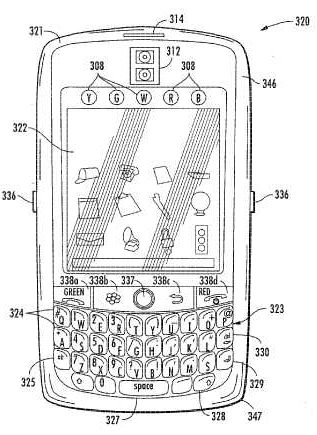 314
321
320
312
308
308
346
Y G W R B
322
336
336
338a 338b 337 338c 338d
GREEN
RED
324
323
Q W E R T Y U I O P
A S D F G H J K L
330
325
Z X C V B N M
329
0 space
327
328
347